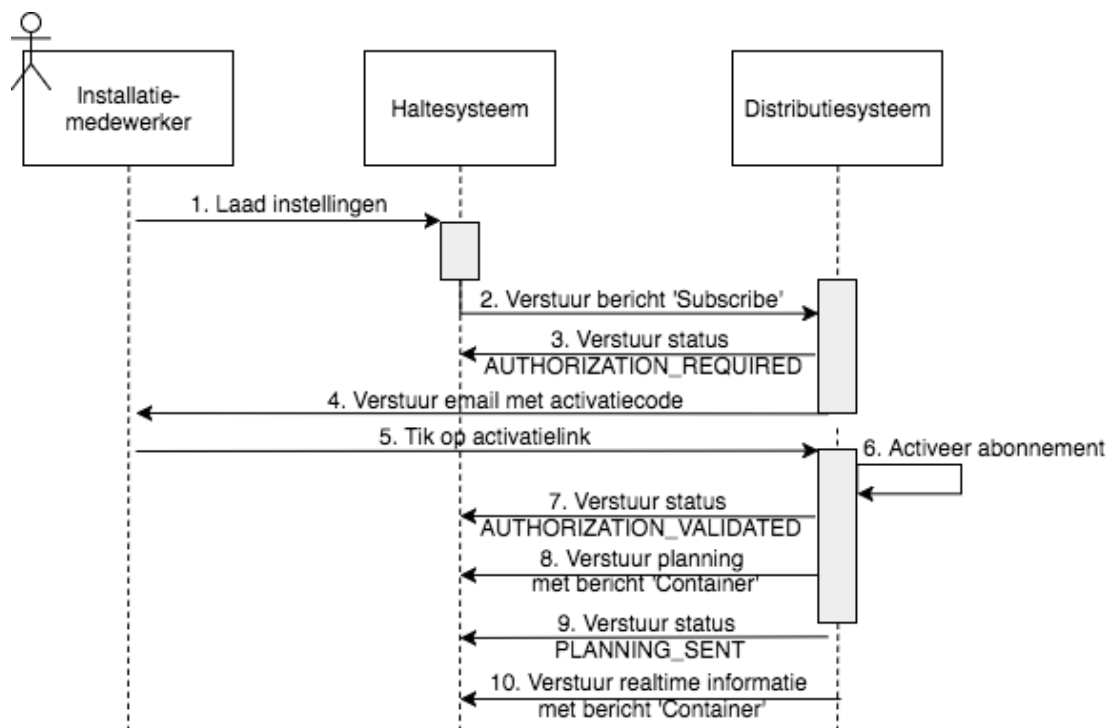 Installatie-
medewerker
Haltesysteem
Distributiesysteem
1. Laad instellingen
2. Verstuur bericht 'Subscribe'
3. Verstuur status
AUTHORIZATION_REQUIRED
4. Verstuur email met activatiecode
5. Tik op activatielink
6. Activeer abonnement
7. Verstuur status
AUTHORIZATION_VALIDATED
8. Verstuur planning
met bericht 'Container'
9. Verstuur status
PLANNING_SENT
10. Verstuur realtime informatie
met bericht 'Container'